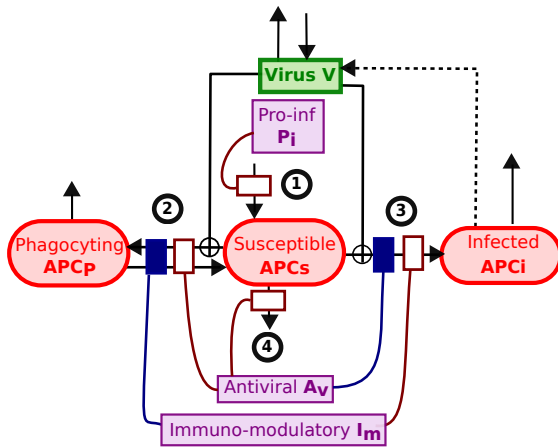 Virus V
Pro-inf
Pi
1
2
3
Phagocyting
APCP
Susceptible
APCs
Infected
APCi
4
Antiviral Av
Immuno-modulatory Im